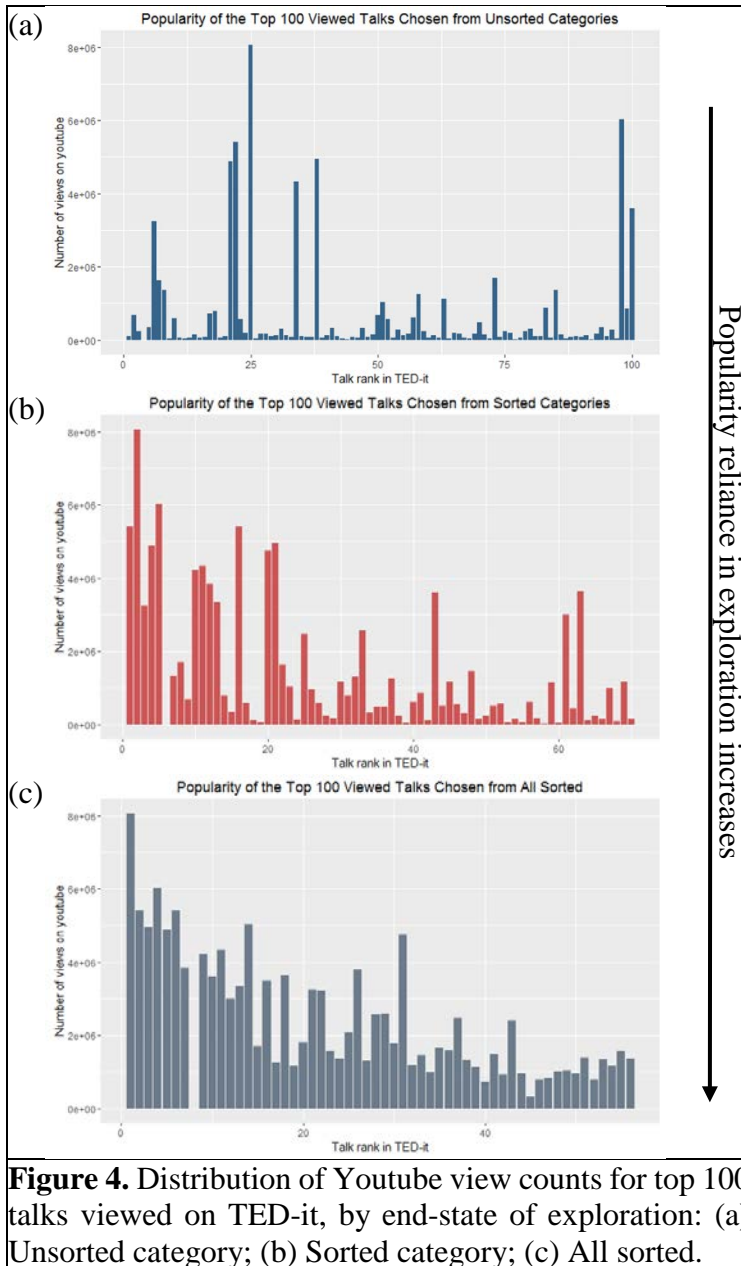 (a)
Popularity of the Top 100 Viewed Talks Chosen from Unsorted Categories
Number of views on youtube
8e+06
6e+06
4e+06
2e+06
0e+00
0 25 50 75 100
Talk rank in TED-it
(b)
Popularity of the Top 100 Viewed Talks Chosen from Sorted Categories
Number of views on youtube
8e+06
6e+06
4e+06
2e+06
0e+00
0 20 40 60
Talk rank in TED-it
(c)
Popularity of the Top 100 Viewed Talks Chosen from All Sorted
Number of views on youtube
8e+06
6e+06
4e+06
2e+06
0e+00
0 20 40
Talk rank in TED-it
Popularity reliance in exploration increases
Figure 4. Distribution of Youtube view counts for top 100
talks viewed on TED-it, by end-state of exploration: (a)
Unsorted category; (b) Sorted category; (c) All sorted.